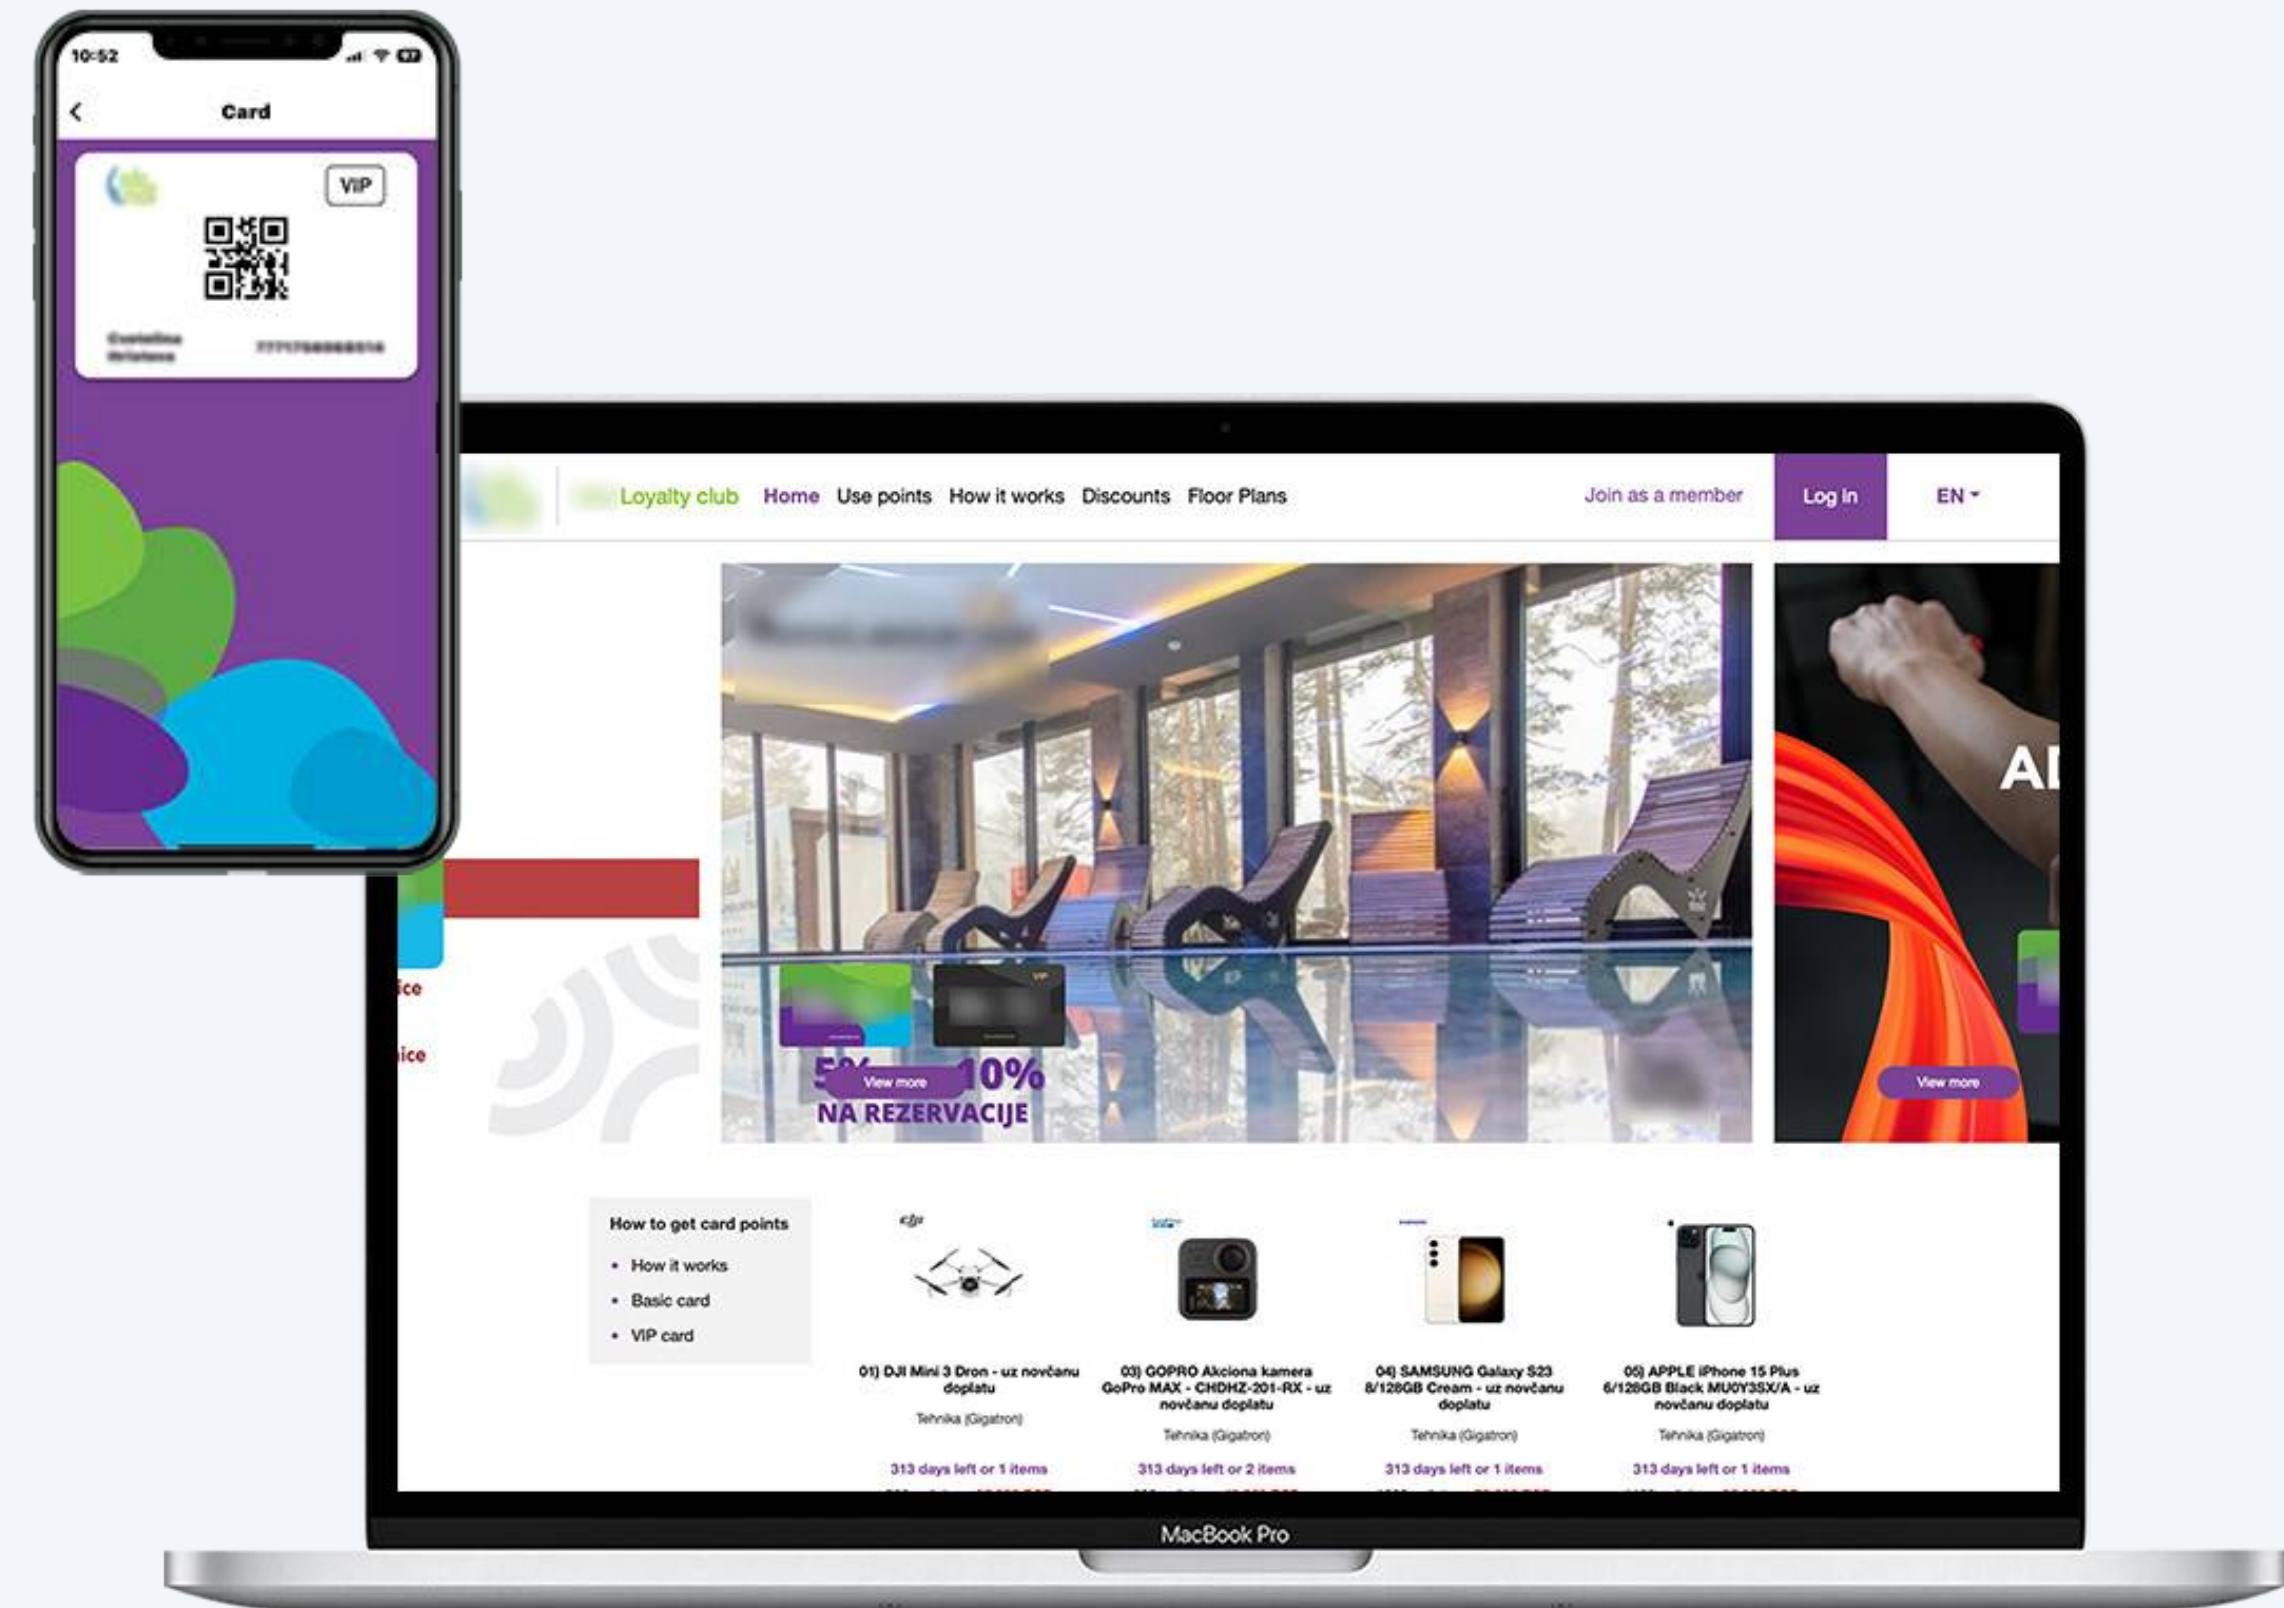 10:52
Card
VIP
Loyalty club Home Use points How it works Discounts Floor Plans Join as a member Log in EN
AD
ice
ice
VIP
View more 10%
NA REZERVACIJE
View more
How to get card points
• How it works
• Basic card
• VIP card
dji
01) DJI Mini 3 Dron - uz novčanu
doplatu
Tehnika (Gigatron)
313 days left or 1 items
03) GOPRO Akciona kamera
GoPro MAX - CHDHZ-201-RX - uz
novčanu doplatu
Tehnika (Gigatron)
313 days left or 2 items
04) SAMSUNG Galaxy S23
8/128GB Cream - uz novčanu
doplatu
Tehnika (Gigatron)
313 days left or 1 items
05) APPLE iPhone 15 Plus
6/128GB Black MU0Y3SX/A - uz
novčanu doplatu
Tehnika (Gigatron)
313 days left or 1 items
MacBook Pro